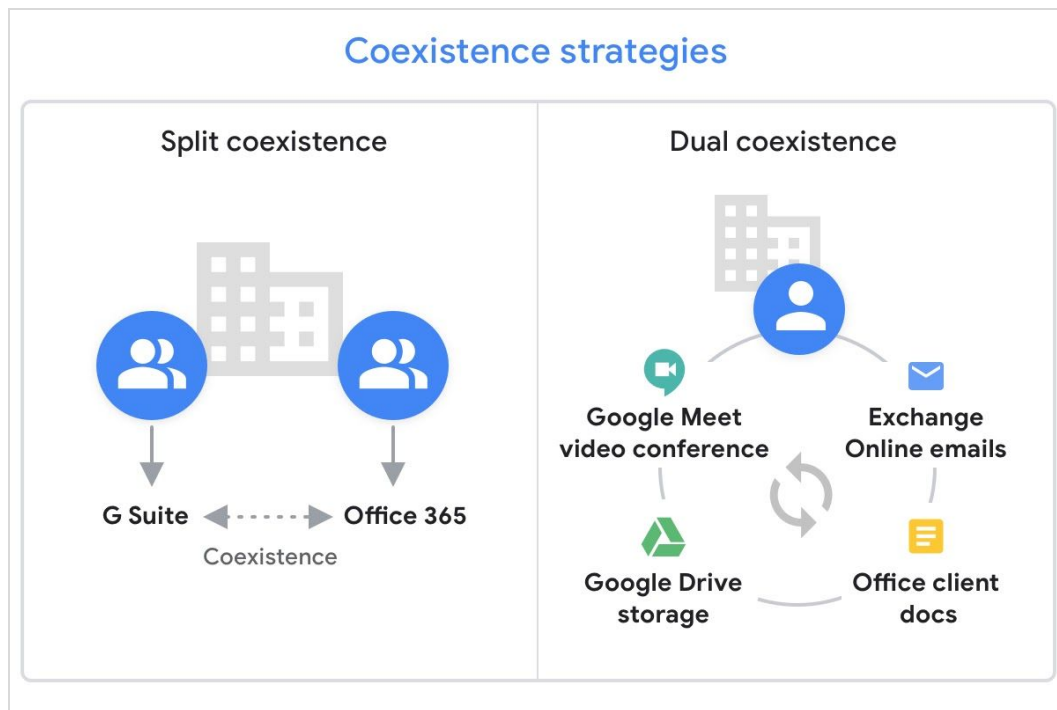 Coexistence strategies
Split coexistence
G Suite
Office 365
Coexistence
Dual coexistence
Google Meet
video conference
Exchange
Online emails
Google Drive
storage
Office client
docs